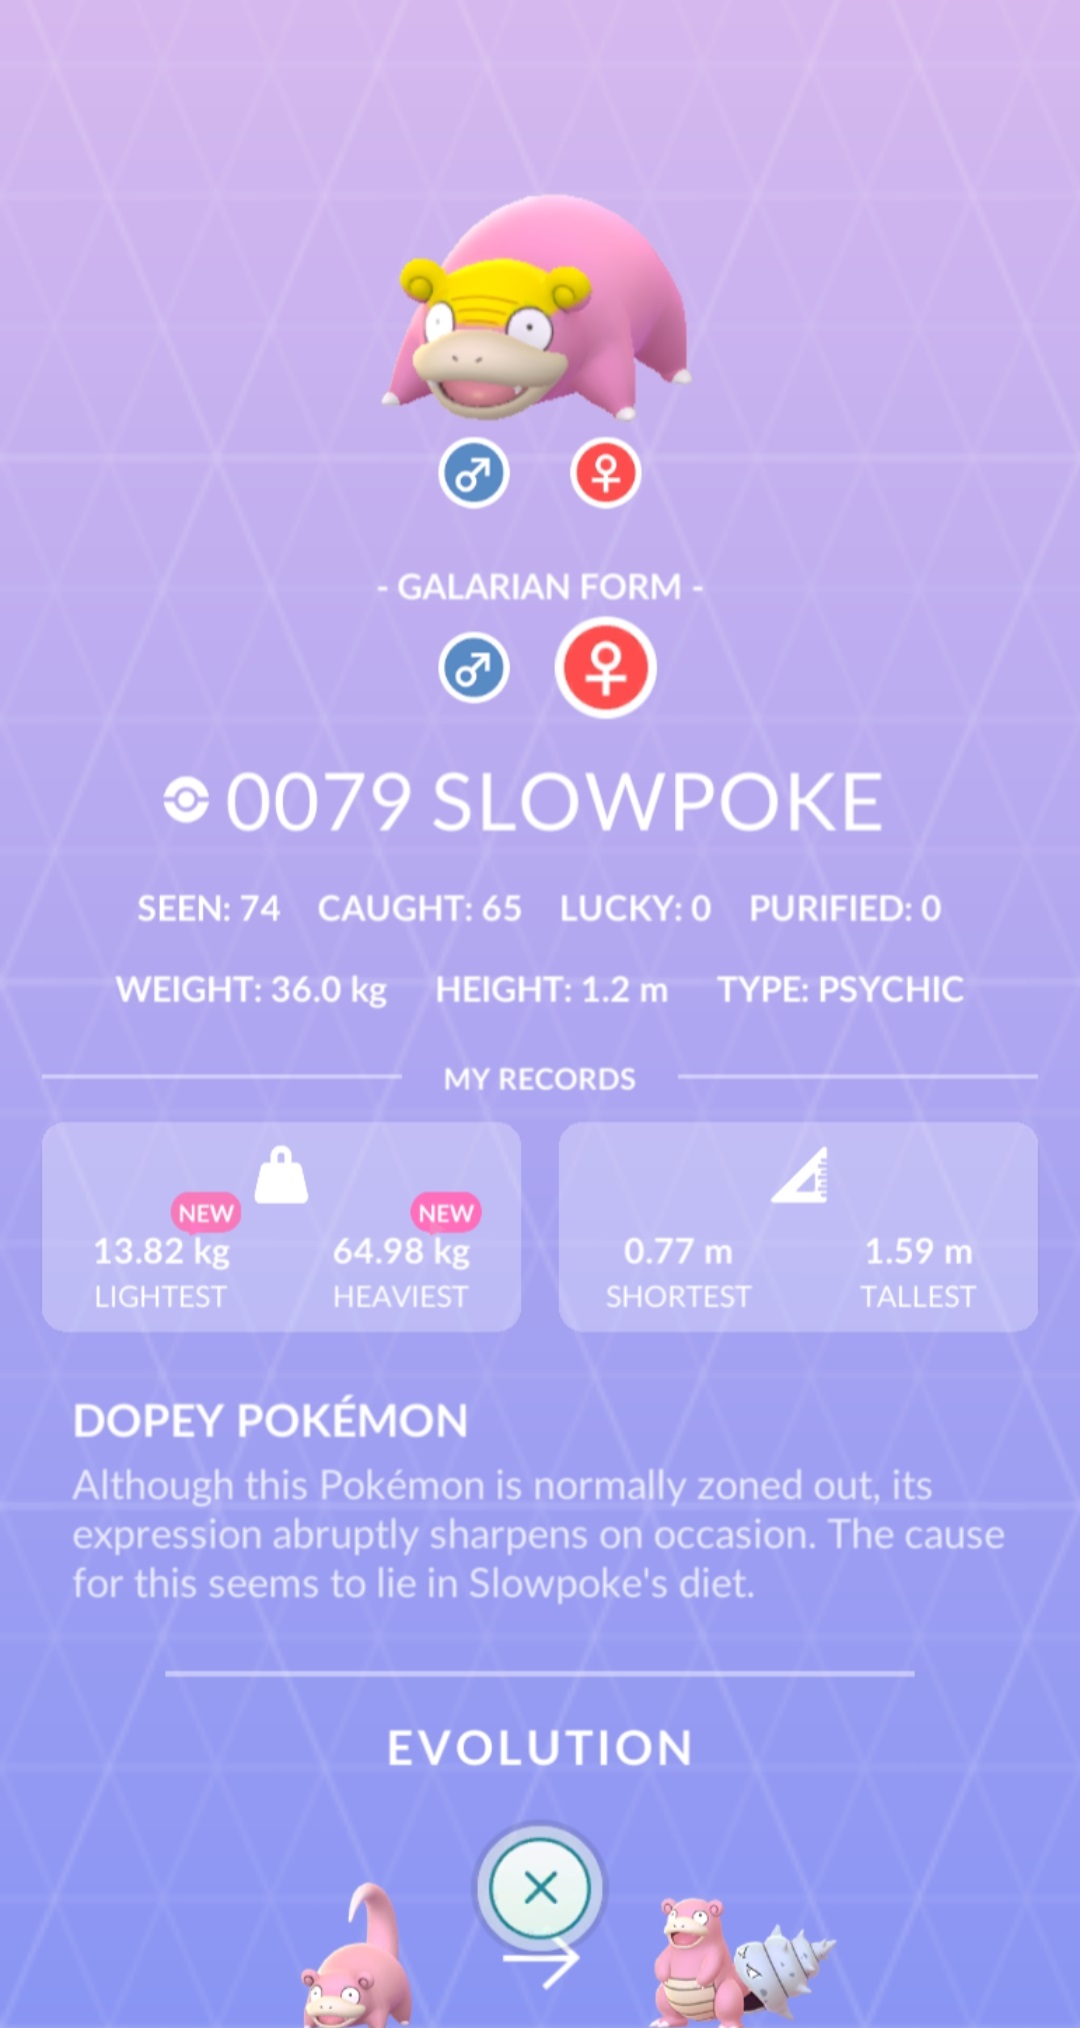 - GALARIAN FORM -
0079 SLOWPOKE
SEEN: 74 CAUGHT: 65 LUCKY: 0 PURIFIED: 0
WEIGHT: 36.0 kg HEIGHT: 1.2 m TYPE: PSYCHIC
MY RECORDS
NEW NEW
13.82 kg 64.98 kg 0.77 m 1.59 m
LIGHTEST HEAVIEST SHORTEST TALLEST
DOPEY POKÉMON
Although this Pokémon is normally zoned out, its
expression abruptly sharpens on occasion. The cause
for this seems to lie in Slowpoke's diet.
EVOLUTION